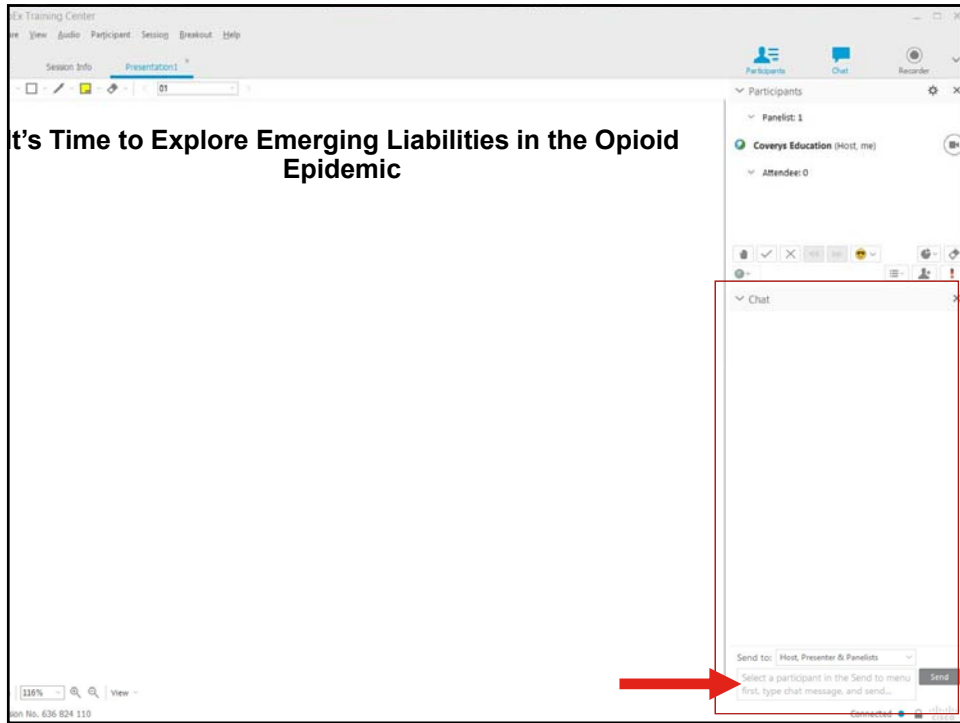 Ex Training Center
View Audio Participant Session Breakout Help
Session Info Presentation1
Participants Chat Recorder
01
Participants
Panelist: 1
It's Time to Explore Emerging Liabilities in the Opioid
Epidemic
Coverys Education (Host, me)
Attendee: 0
Chat
Send to: Host, Presenter & Panelists
Select a participant in the Send to menu
first, type chat message, and send...
Send
116% View
No. 636 824 110
Connected